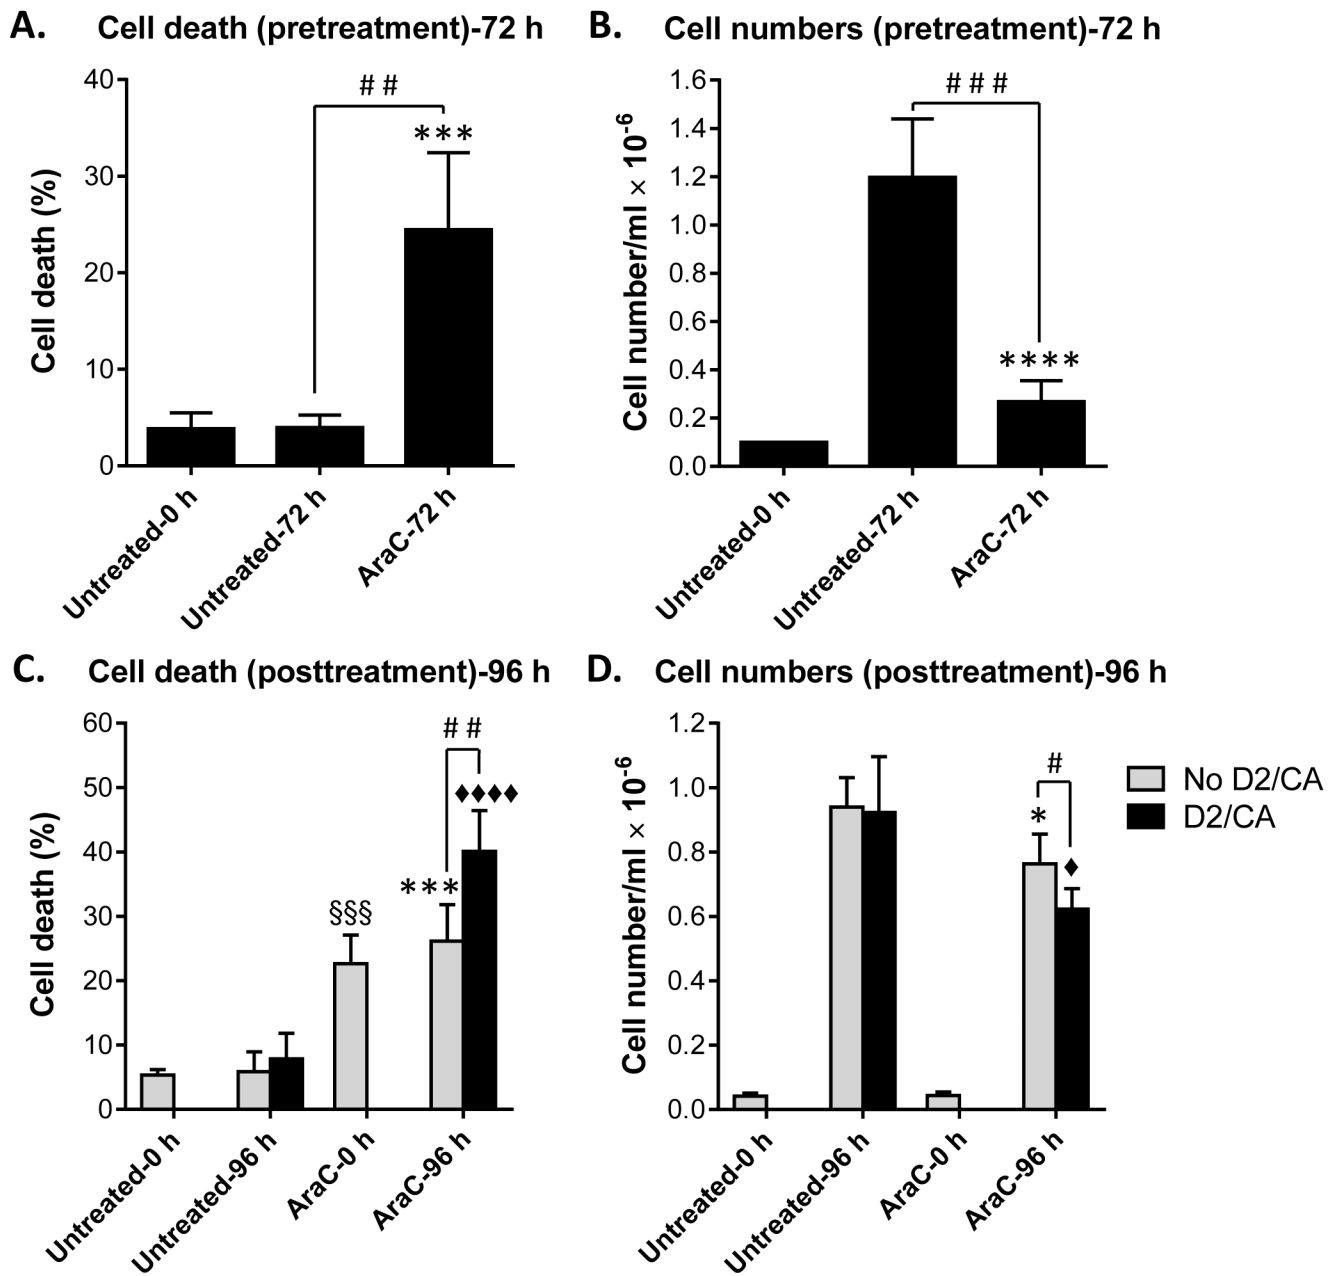 A. Cell death (pretreatment)-72 h
Cell death (%)
40
30
20
10
0
# #
***
Untreated-0 h
Untreated-72 h
AraC-72 h
B. Cell numbers (pretreatment)-72 h
Cell number/ml × 10-6
1.6
1.4
1.2
1.0
0.8
0.6
0.4
0.2
0.0
# # #
****
Untreated-0 h
Untreated-72 h
AraC-72 h
C. Cell death (posttreatment)-96 h
Cell death (%)
60
50
40
30
20
10
0
# #
♦♦♦♦
***
§§§
Untreated-0 h
Untreated-96 h
AraC-0 h
AraC-96 h
D. Cell numbers (posttreatment)-96 h
Cell number/ml × 10-6
1.2
1.0
0.8
0.6
0.4
0.2
0.0
#
*
♦
Untreated-0 h
Untreated-96 h
AraC-0 h
AraC-96 h
No D2/CA
D2/CA